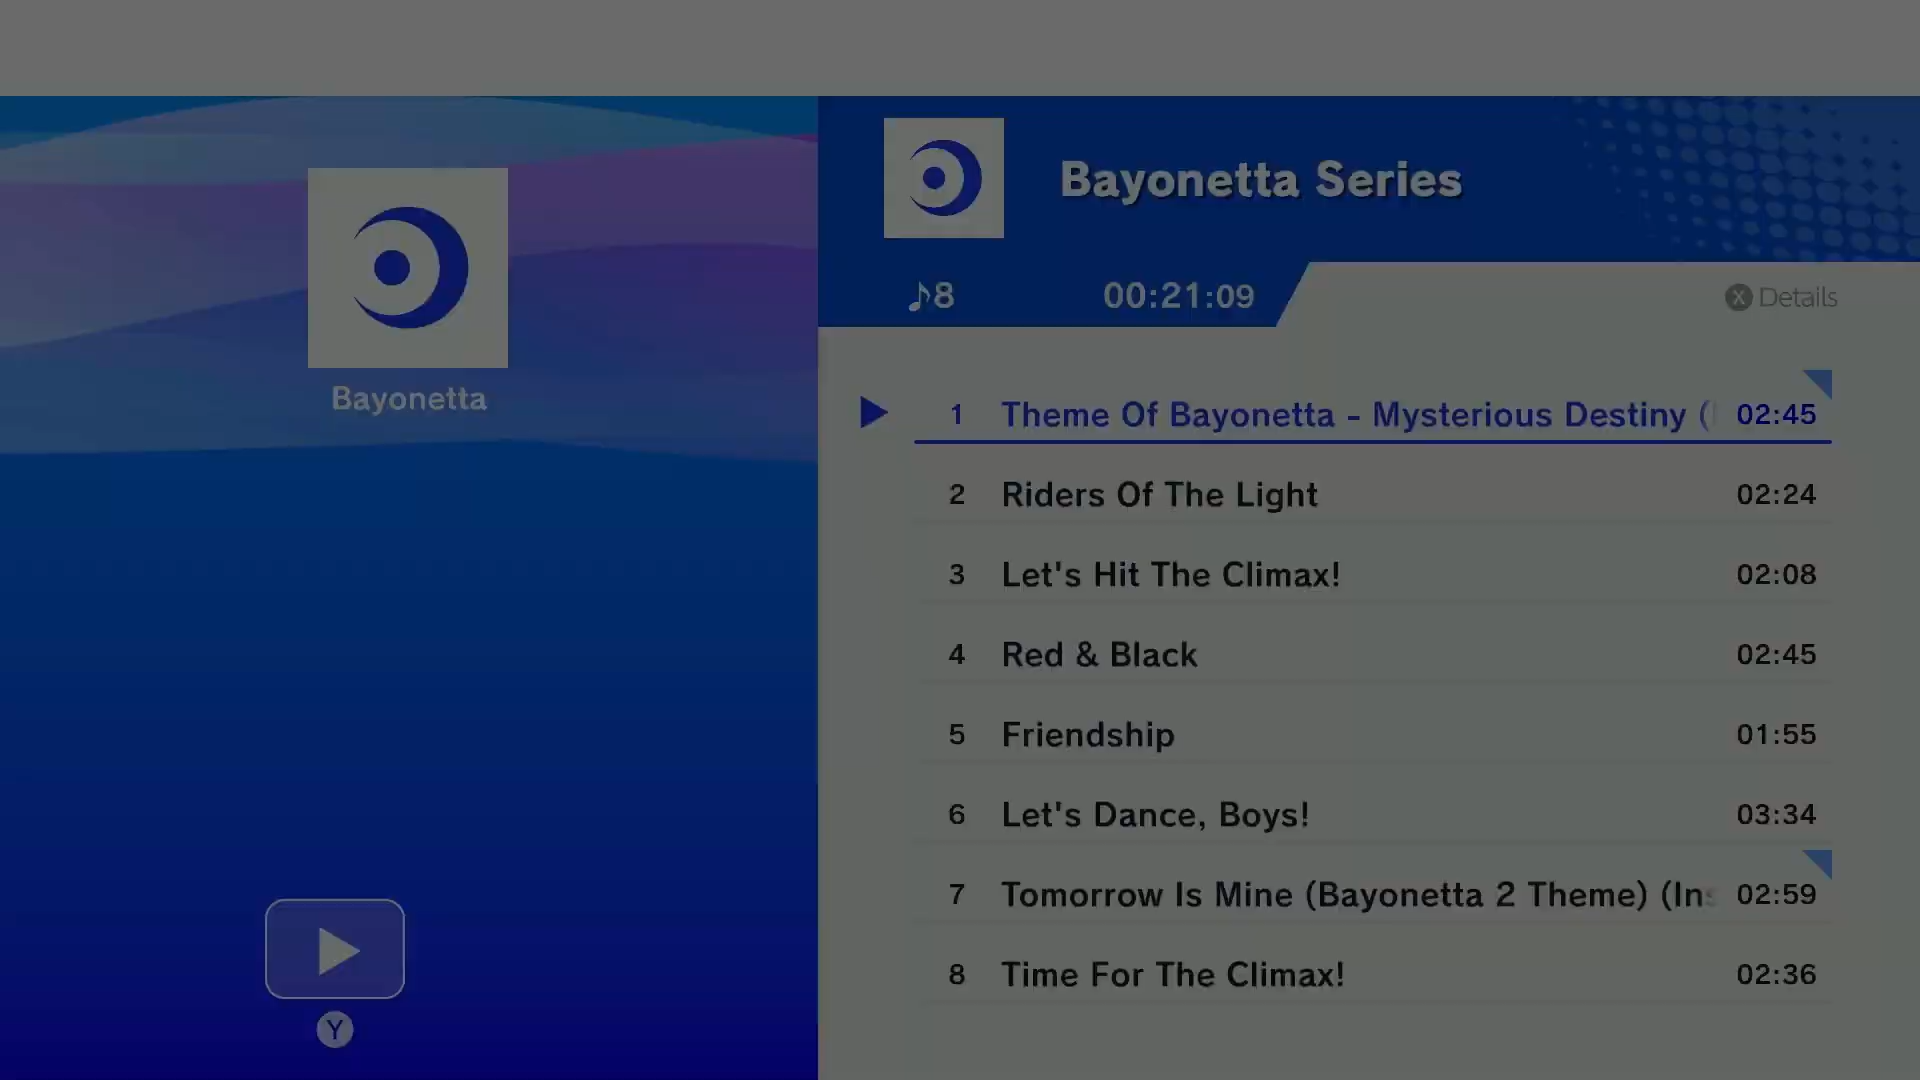 Bayonetta
Y
Bayonetta Series
♪8 00:21:09
X Details
1 Theme Of Bayonetta - Mysterious Destiny ( 02:45
2 Riders Of The Light 02:24
3 Let's Hit The Climax! 02:08
4 Red & Black 02:45
5 Friendship 01:55
6 Let's Dance, Boys! 03:34
7 Tomorrow Is Mine (Bayonetta 2 Theme) (Ins 02:59
8 Time For The Climax! 02:36